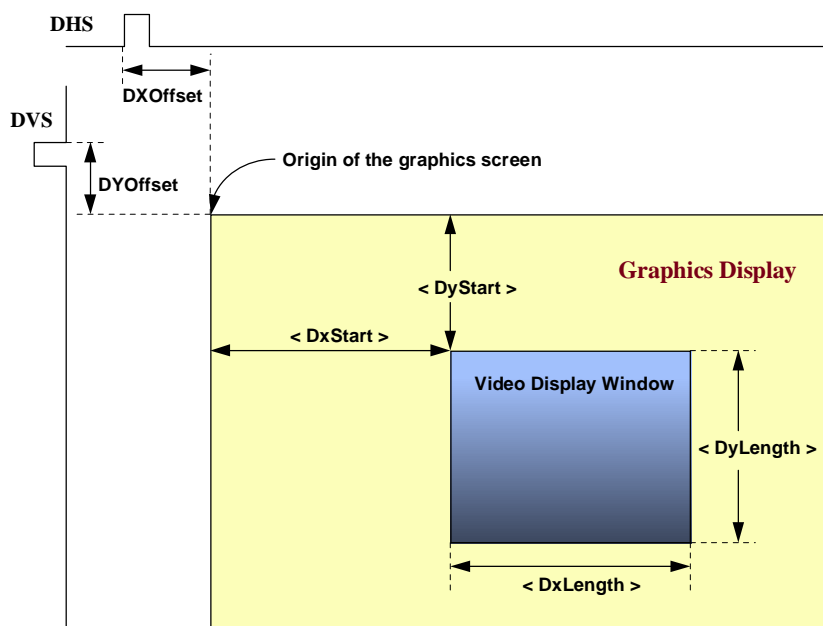 DHS
DXOffset
DVS
DYOffset
Origin of the graphics screen
Graphics Display
< DyStart >
< DxStart >
Video Display Window
< DyLength >
< DxLength >